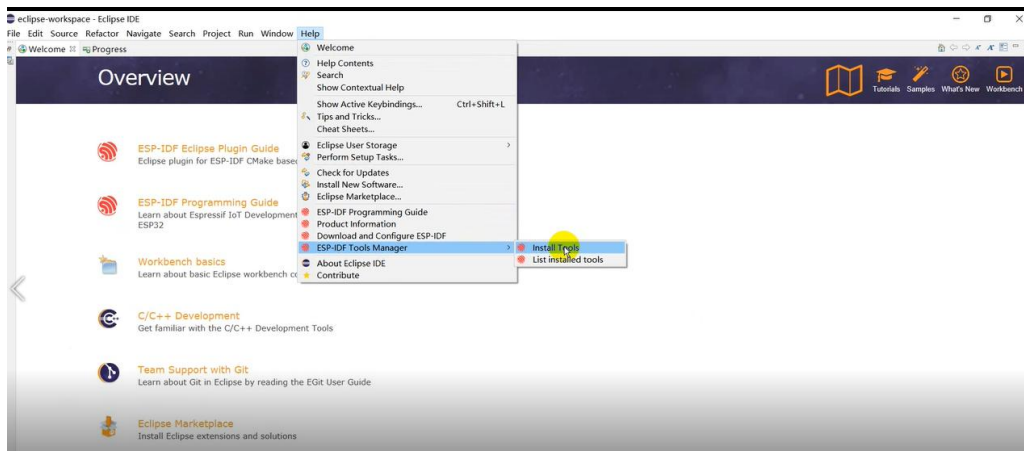 eclipse-workspace - Eclipse IDE
File Edit Source Refactor Navigate Search Project Run Window Help
Welcome Progress
Overview
Tutorials Samples What's New Workbench
Welcome
Help Contents
Search
Show Contextual Help
Show Active Keybindings... Ctrl+Shift+L
Tips and Tricks...
Cheat Sheets...
Eclipse User Storage
Perform Setup Tasks...
Check for Updates
Install New Software...
Eclipse Marketplace...
ESP-IDF Programming Guide
Product Information
Download and Configure ESP-IDF
ESP-IDF Tools Manager
About Eclipse IDE
Contribute
Install Tools
List installed tools
ESP-IDF Eclipse Plugin Guide
Eclipse plugin for ESP-IDF CMake base
ESP-IDF Programming Guide
Learn about Espressif IoT Development
ESP32
Workbench basics
Learn about basic Eclipse workbench co
C/C++ Development
Get familiar with the C/C++ Development Tools
Team Support with Git
Learn about Git in Eclipse by reading the EGit User Guide
Eclipse Marketplace
Install Eclipse extensions and solutions